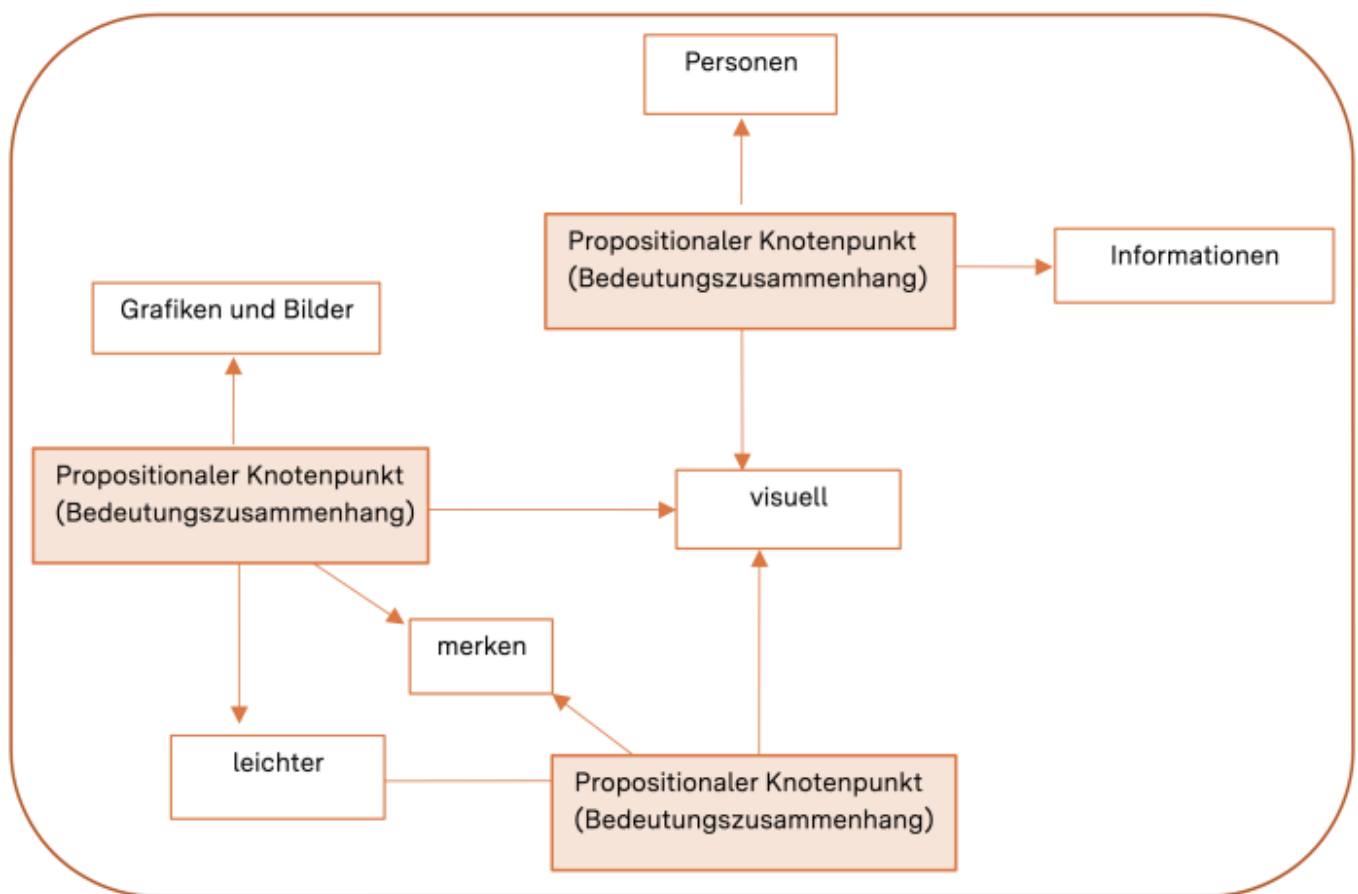 Personen
Propositionaler Knotenpunkt
(Bedeutungszusammenhang)
Informationen
Grafiken und Bilder
Propositionaler Knotenpunkt
(Bedeutungszusammenhang)
visuell
merken
leichter
Propositionaler Knotenpunkt
(Bedeutungszusammenhang)